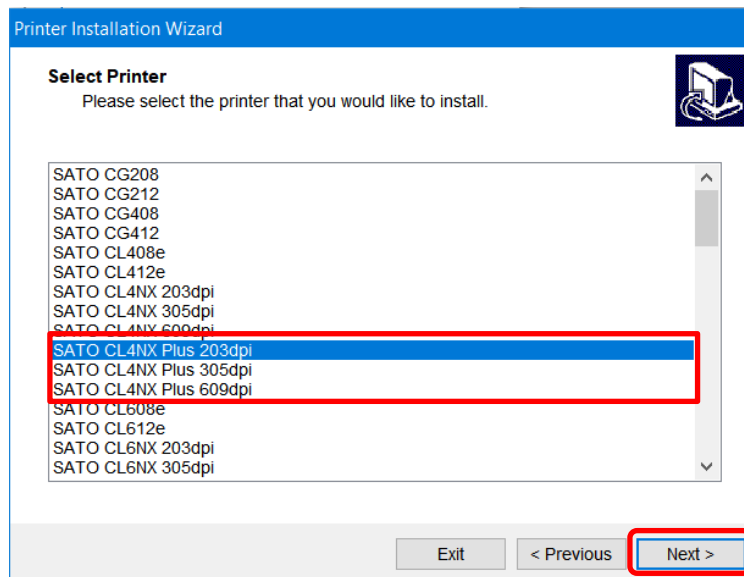 Printer Installation Wizard
Select Printer
Please select the printer that you would like to install.
SATO CG208
SATO CG212
SATO CG408
SATO CG412
SATO CL408e
SATO CL412e
SATO CL4NX 203dpi
SATO CL4NX 305dpi
SATO CL4NX 609dpi
SATO CL4NX Plus 203dpi
SATO CL4NX Plus 305dpi
SATO CL4NX Plus 609dpi
SATO CL608e
SATO CL612e
SATO CL6NX 203dpi
SATO CL6NX 305dpi
Exit
< Previous
Next >